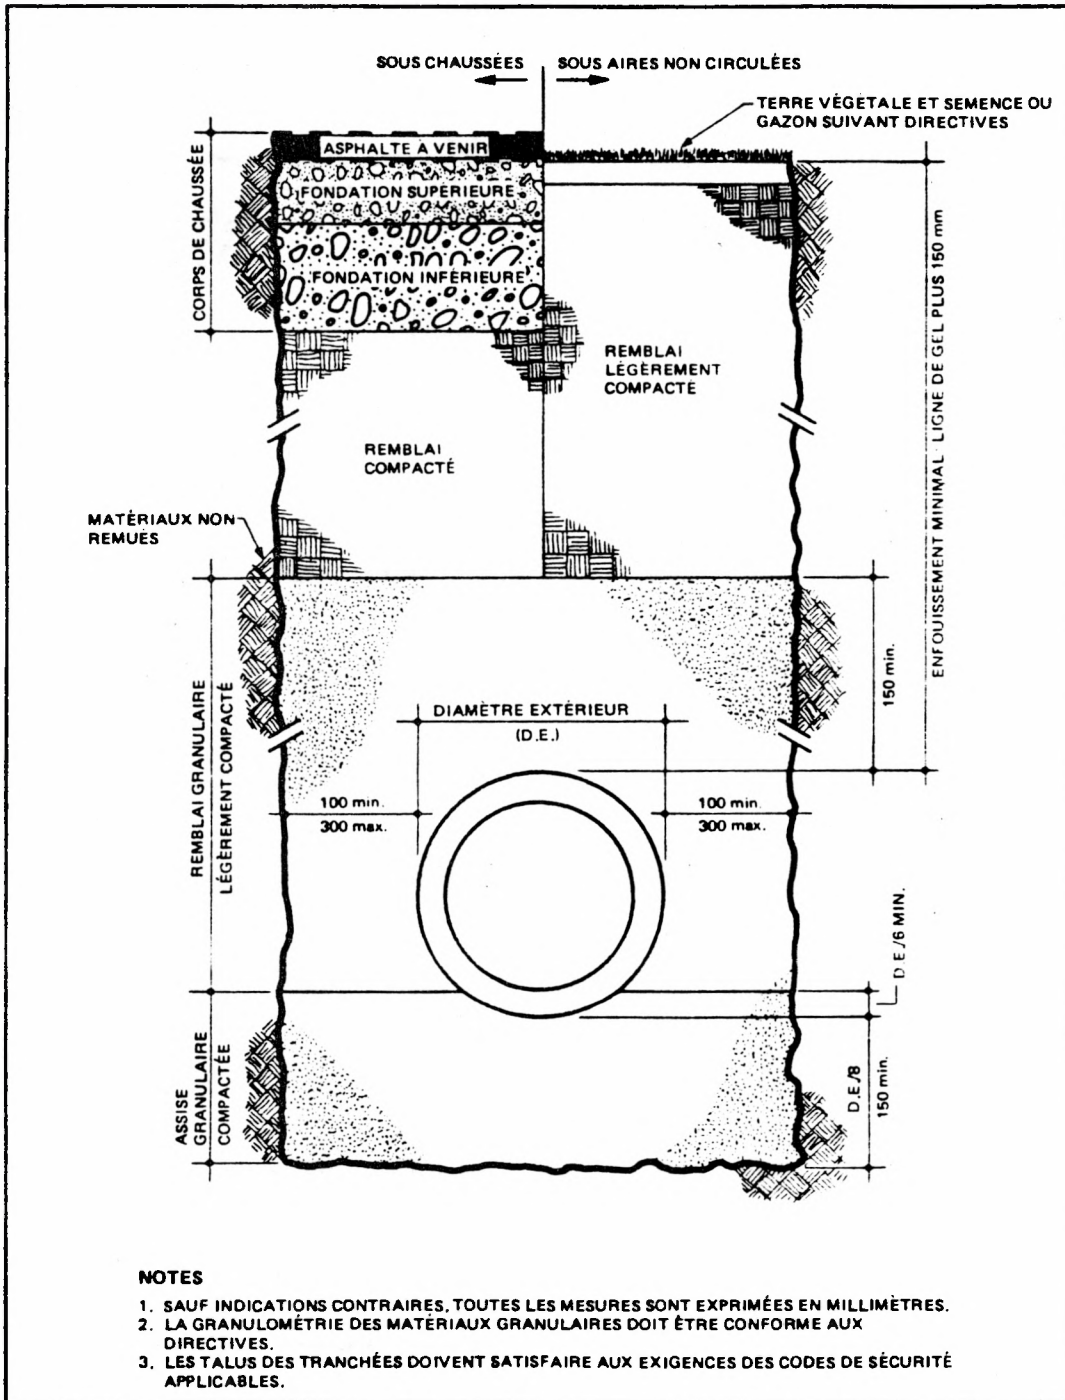 SOUS CHAUSSÉES
SOUS AIRES NON CIRCULÉES
TERRE VÉGÉTALE ET SEMENCE OU
GAZON SUIVANT DIRECTIVES
ASPHALTE À VENIR
FONDATION SUPÉRIEURE
FONDATION INFÉRIEURE
CORPS DE CHAUSSÉE
REMBLAI
LÉGÈREMENT
COMPACTÉ
REMBLAI
COMPACTÉ
ENFOUISSEMENT MINIMAL LIGNE DE GEL PLUS 150 mm
MATÉRIAUX NON
REMUÉS
150 min.
DIAMÈTRE EXTÉRIEUR
(D.E.)
100 min.
300 max.
100 min.
300 max.
REMBLAI GRANULAIRE
LÉGÈREMENT COMPACTÉ
D.E./6 MIN.
ASSISE
GRANULAIRE
COMPACTÉE
D.E./8
150 min.
NOTES
1. SAUF INDICATIONS CONTRAIRES, TOUTES LES MESURES SONT EXPRIMÉES EN MILLIMÈTRES.
2. LA GRANULOMÉTRIE DES MATÉRIAUX GRANULAIRES DOIT ÊTRE CONFORME AUX
DIRECTIVES.
3. LES TALUS DES TRANCHÉES DOIVENT SATISFAIRE AUX EXIGENCES DES CODES DE SÉCURITÉ
APPLICABLES.